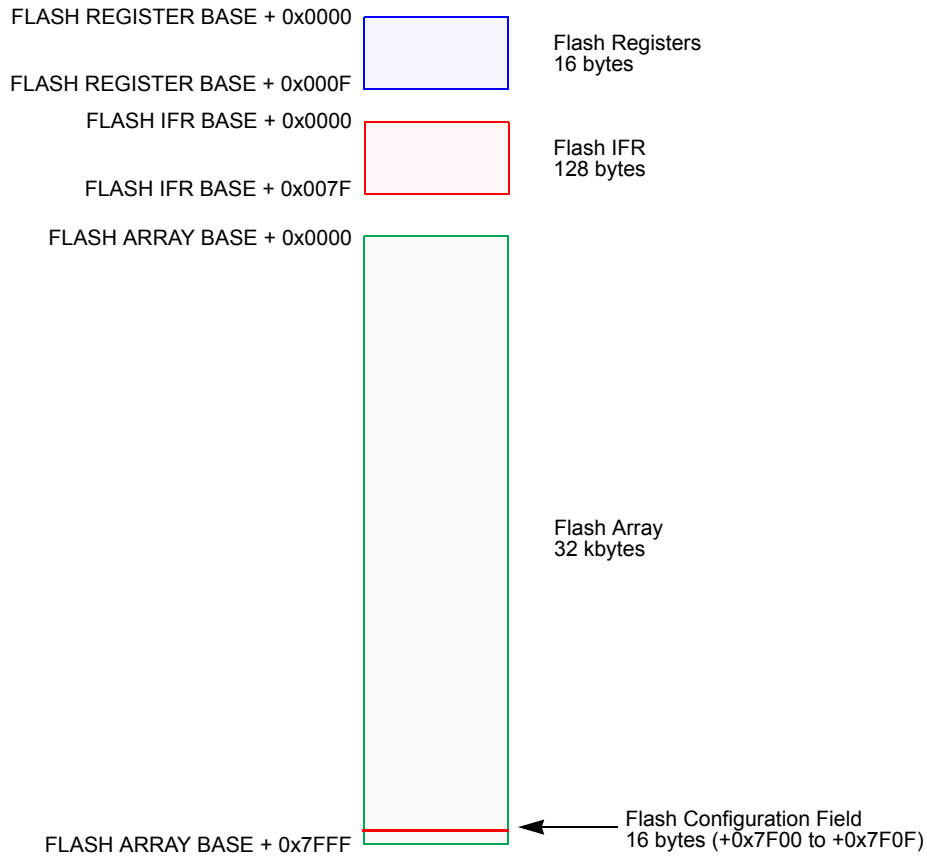 FLASH REGISTER BASE + 0x0000
Flash Registers
16 bytes
FLASH REGISTER BASE + 0x000F
FLASH IFR BASE + 0x0000
Flash IFR
128 bytes
FLASH IFR BASE + 0x007F
FLASH ARRAY BASE + 0x0000
Flash Array
32 kbytes
Flash Configuration Field
16 bytes (+0x7F00 to +0x7F0F)
FLASH ARRAY BASE + 0x7FFF